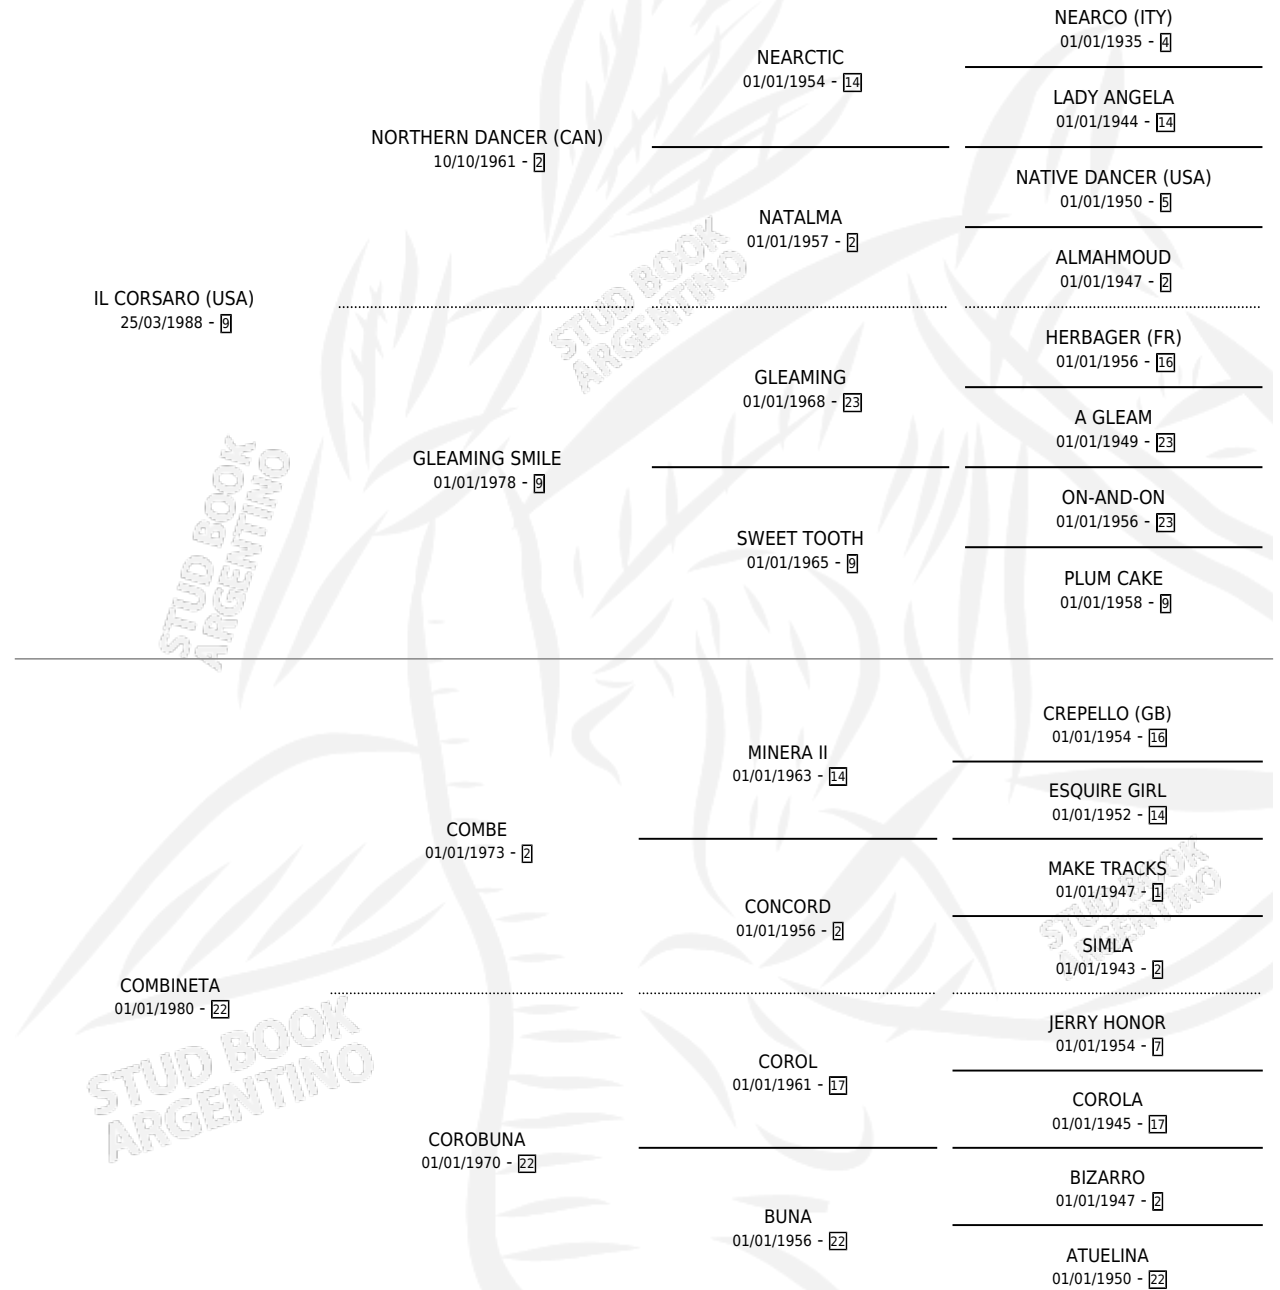 NEARCO (ITY)
01/01/1935 - 4
NEARCTIC
01/01/1954 - 14
LADY ANGELA
01/01/1944 - 14
NORTHERN DANCER (CAN)
10/10/1961 - 2
NATIVE DANCER (USA)
01/01/1950 - 5
NATALMA
01/01/1957 - 2
ALMAHMOUD
01/01/1947 - 2
IL CORSARO (USA)
25/03/1988 - 9
HERBAGER (FR)
01/01/1956 - 16
GLEAMING
01/01/1968 - 23
A GLEAM
01/01/1949 - 23
GLEAMING SMILE
01/01/1978 - 9
ON-AND-ON
01/01/1956 - 23
SWEET TOOTH
01/01/1965 - 9
PLUM CAKE
01/01/1958 - 9
CREPELLO (GB)
01/01/1954 - 16
MINERA II
01/01/1963 - 14
ESQUIRE GIRL
01/01/1952 - 14
COMBE
01/01/1973 - 2
MAKE TRACKS
01/01/1947 - 1
CONCORD
01/01/1956 - 2
SIMLA
01/01/1943 - 2
COMBINETA
01/01/1980 - 22
JERRY HONOR
01/01/1954 - 7
COROL
01/01/1961 - 17
COROLA
01/01/1945 - 17
COROBUNA
01/01/1970 - 22
BIZARRO
01/01/1947 - 2
BUNA
01/01/1956 - 22
ATUELINA
01/01/1950 - 22
STUD BOOK
ARGENTINO
STUD BOOK
ARGENTINO
STUD BOOK
ARGENTINO
STUD BOOK
ARGENTINO